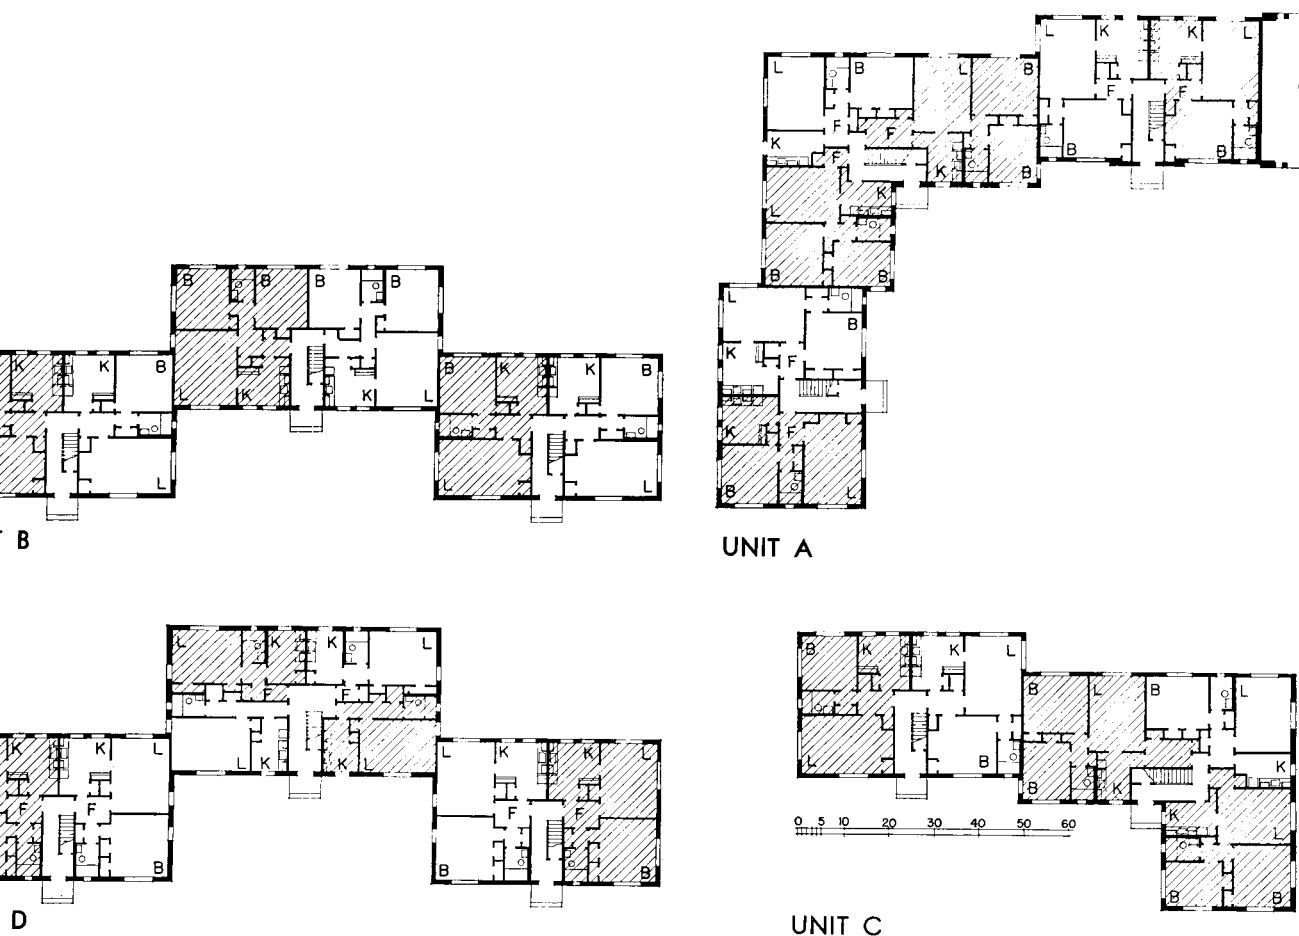 L K K L
L B L B
F F
F F
K F B B
K B B
L K
B B
L
B
K F
K F
B L
B B B B
L K K L
K K B
L L
B K K B
L L
T B
UNIT A
L K K L
F F
L K K L
K K L
F F
B
L K K L
F F
B B
D
B K K L
L B
B L B L
B K K
K L
B B
0 5 10 20 30 40 50 60
UNIT C